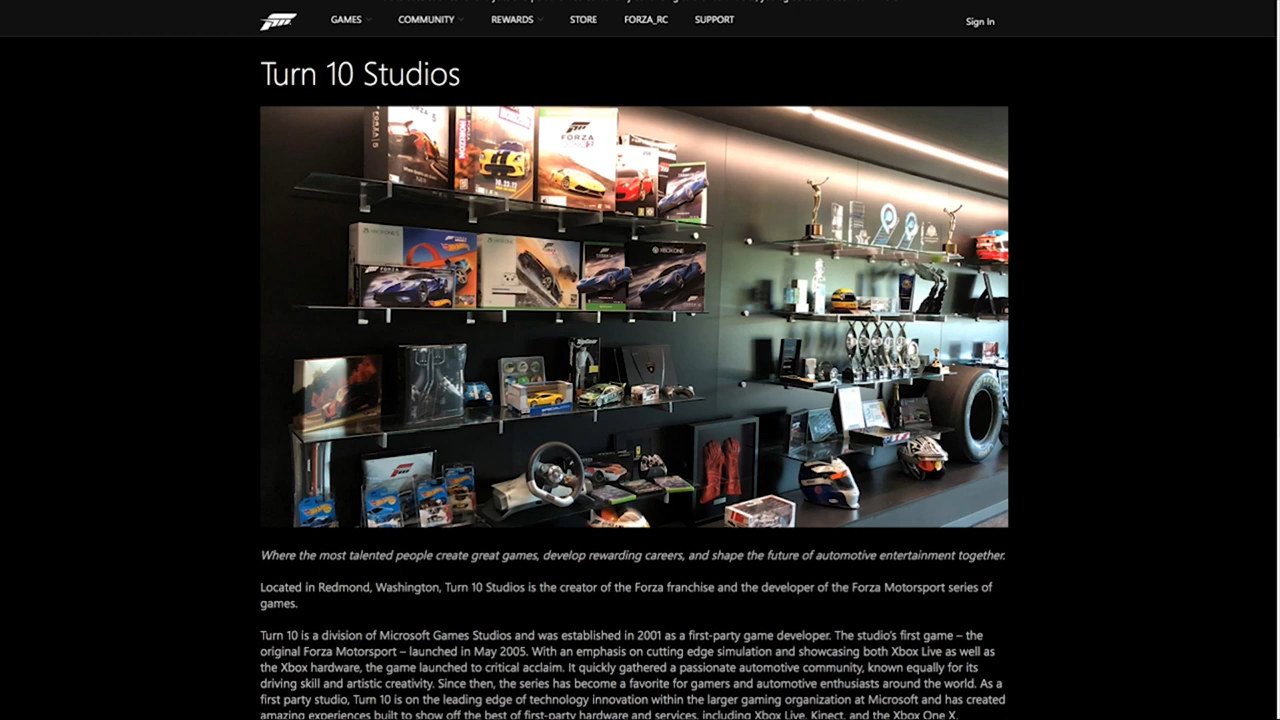 GAMES COMMUNITY REWARDS STORE FORZA_RC SUPPORT Sign In
Turn 10 Studios
FORZA
XBOX ONE
FORZA
TopGear
Where the most talented people create great games, develop rewarding careers, and shape the future of automotive entertainment together.
Located in Redmond, Washington, Turn 10 Studios is the creator of the Forza franchise and the developer of the Forza Motorsport series of
games.
Turn 10 is a division of Microsoft Games Studios and was established in 2001 as a first-party game developer. The studio's first game – the
original Forza Motorsport – launched in May 2005. With an emphasis on cutting edge simulation and showcasing both Xbox Live as well as
the Xbox hardware, the game launched to critical acclaim. It quickly gathered a passionate automotive community, known equally for its
driving skill and artistic creativity. Since then, the series has become a favorite for gamers and automotive enthusiasts around the world. As a
first party studio, Turn 10 is on the leading edge of technology innovation within the larger gaming organization at Microsoft and has created
amazing experiences built to show off the best of first-party hardware and services, including Xbox Live, Kinect, and the Xbox One X.